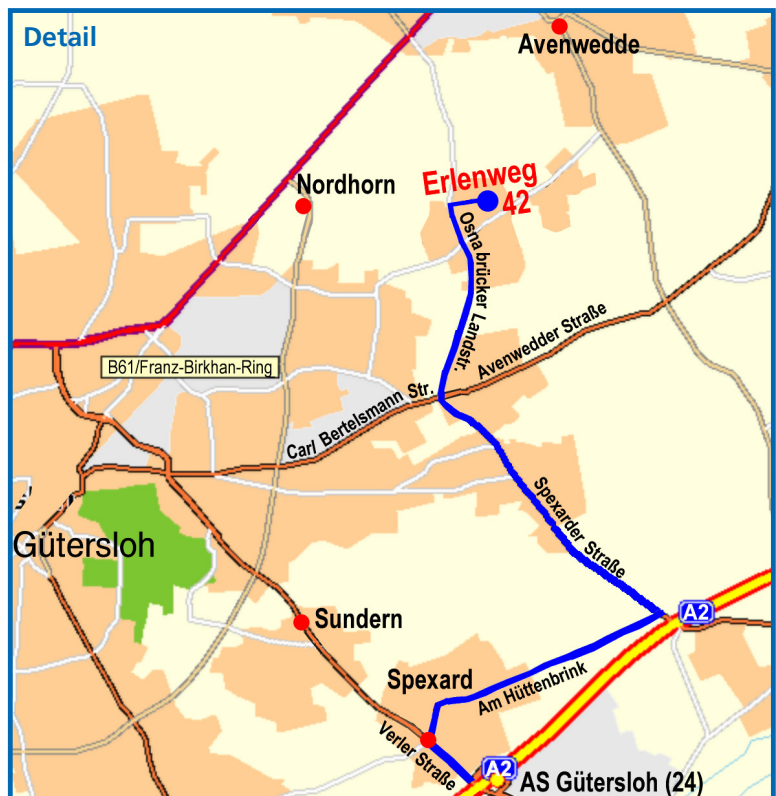 Detail
Avenwedde
Nordhorn
Erlenweg
42
Osnabrücker Landstr.
Avenwedder Straße
B61/Franz-Birkhan-Ring
Carl Bertelsmann Str.
Spexarder Straße
Gütersloh
A2
Sundern
Spexard
Am Hüttenbrink
Verler Straße
A2
AS Gütersloh (24)